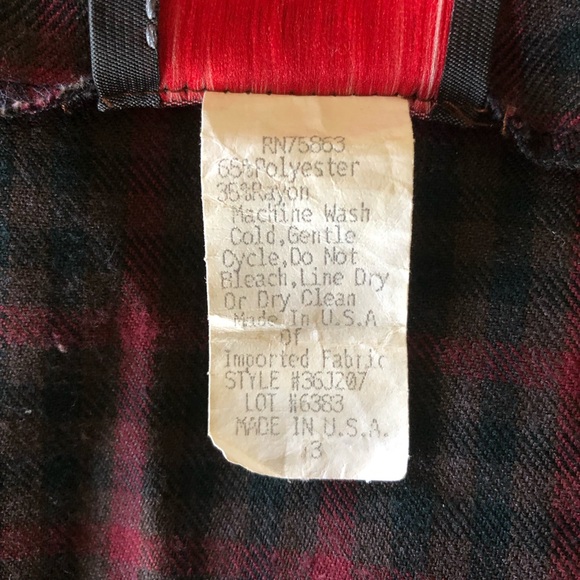 RN75863
65%Polyester
35%Rayon
Machine Wash
Cold,Gentle
Cycle,Do Not
Bleach,Line Dry
Or Dry Clean
Made In U.S.A
Of
Imported Fabric
STYLE #36J207
LOT #6383
MADE IN U.S.A.
13